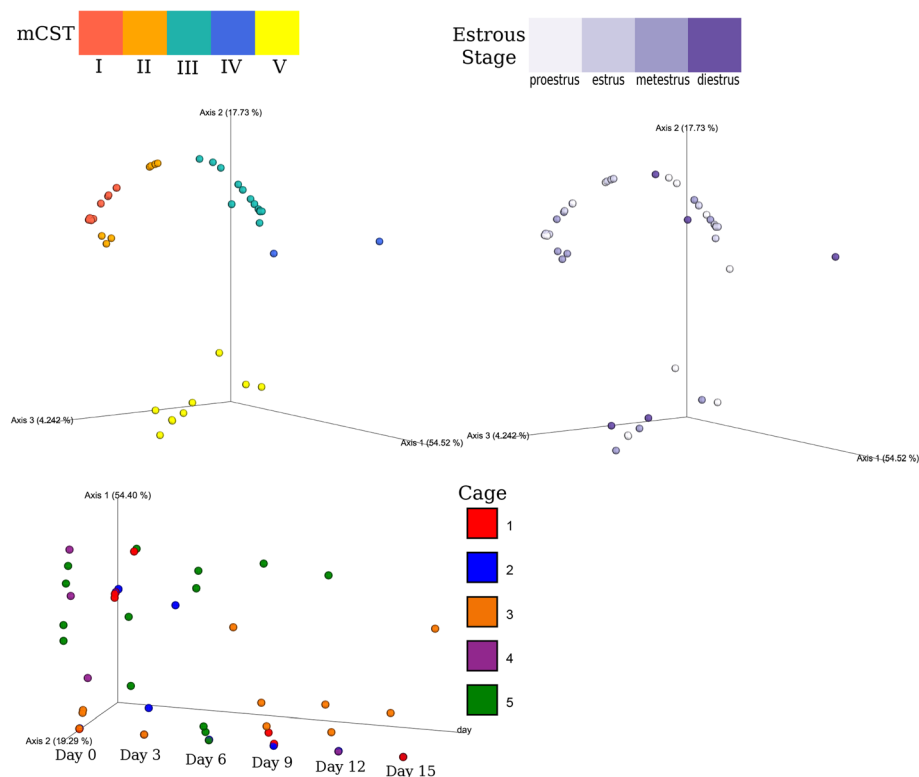 mCST
I II III IV V
Estrous
Stage
proestrus estrus metestrus diestrus
Axis 2 (17.73 %)
Axis 3 (4.242 %)
Axis 1 (54.52 %)
Axis 2 (17.73 %)
Axis 3 (4.242 %)
Axis 1 (54.52 %)
Axis 1 (54.40 %)
Axis 2 (19.29 %)
day
Day 0 Day 3 Day 6 Day 9 Day 12 Day 15
Cage
1
2
3
4
5